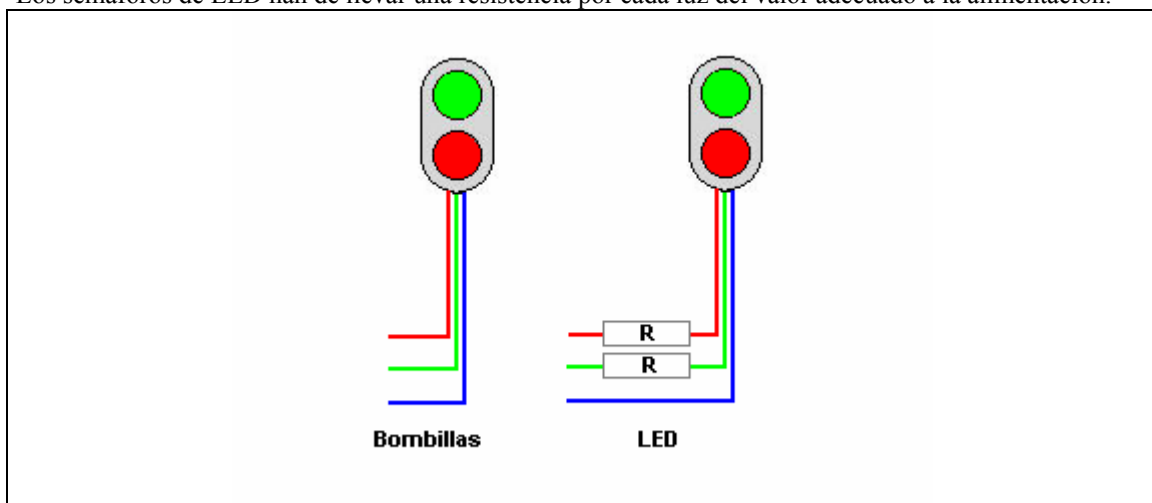 Los semáforos de LED han de llevar una resistencia por cada luz del valor adecuado a la alimentación.
R
R
Bombillas LED